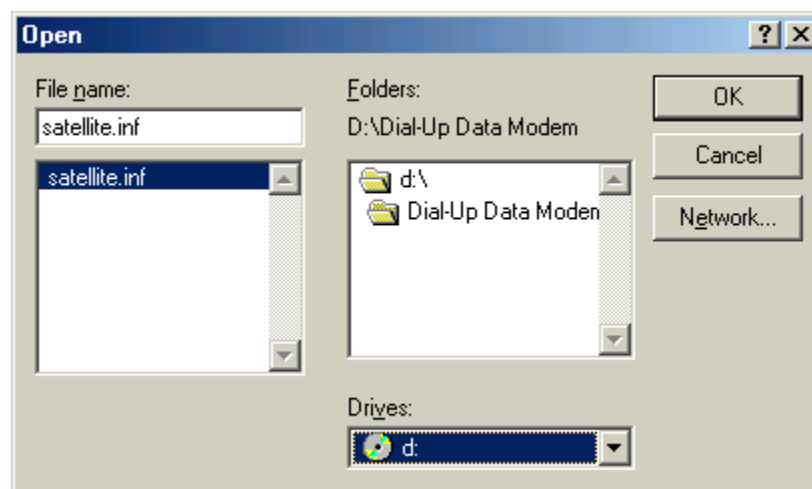 Open
File name:
satellite.inf
satellite.inf
Folders:
D:\Dial-Up Data Modem
d:\
Dial-Up Data Moden
Drives:
d:
OK
Cancel
Network...